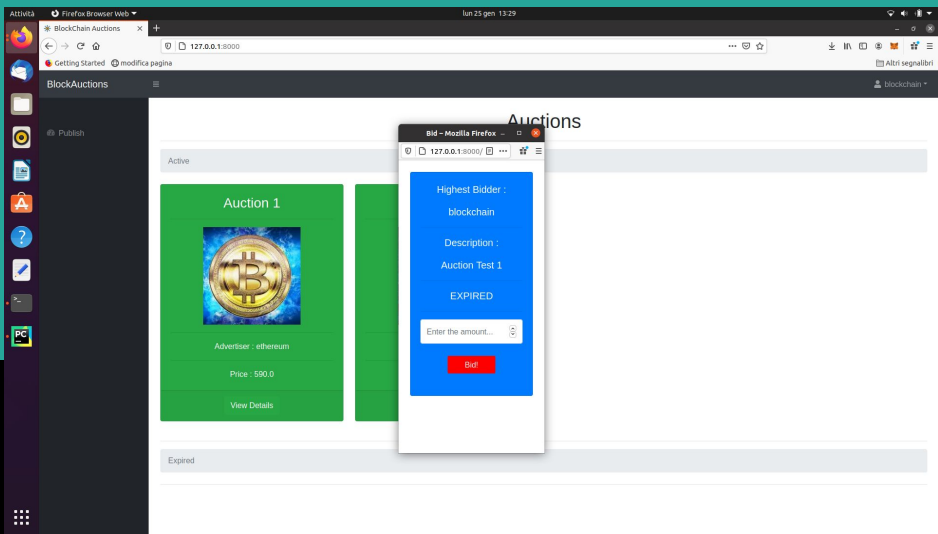 Attività
Firefox Browser Web
lun 25 gen 13:29
BlockChain Auctions
127.0.0.1:8000
Getting Started
modifica pagina
Altri segnalibri
BlockAuctions
blockchain
Publish
Auctions
Active
Auction 1
Advertiser : ethereum
Price : 590.0
View Details
Expired
Bid – Mozilla Firefox
127.0.0.1:8000/
Highest Bidder :
blockchain
Description :
Auction Test 1
EXPIRED
Enter the amount...
Bid!
PC